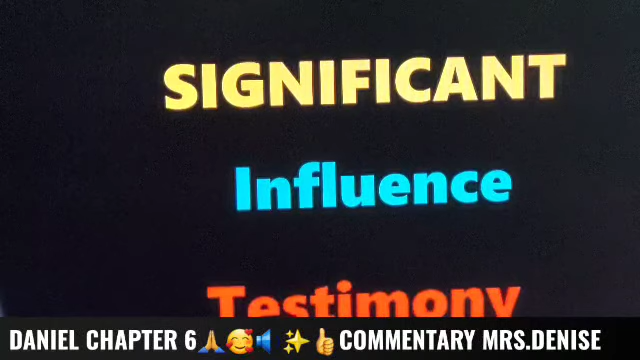 SIGNIFICANT
Influence
Testimony
DANIEL CHAPTER 6🙏🥰🔈 ✨👍COMMENTARY MRS.DENISE